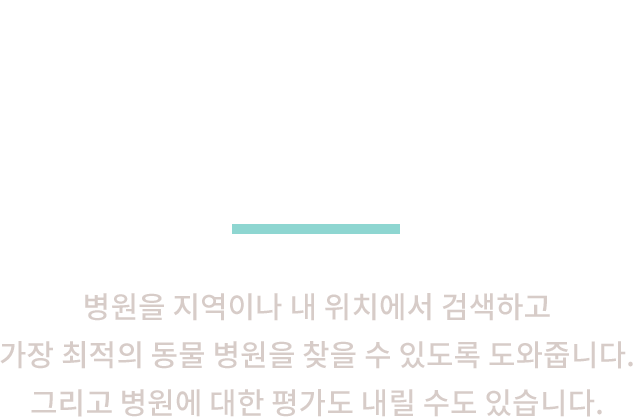 병원을 지역이나 내 위치에서 검색하고
가장 최적의 동물 병원을 찾을 수 있도록 도와줍니다.
그리고 병원에 대한 평가도 내릴 수도 있습니다.